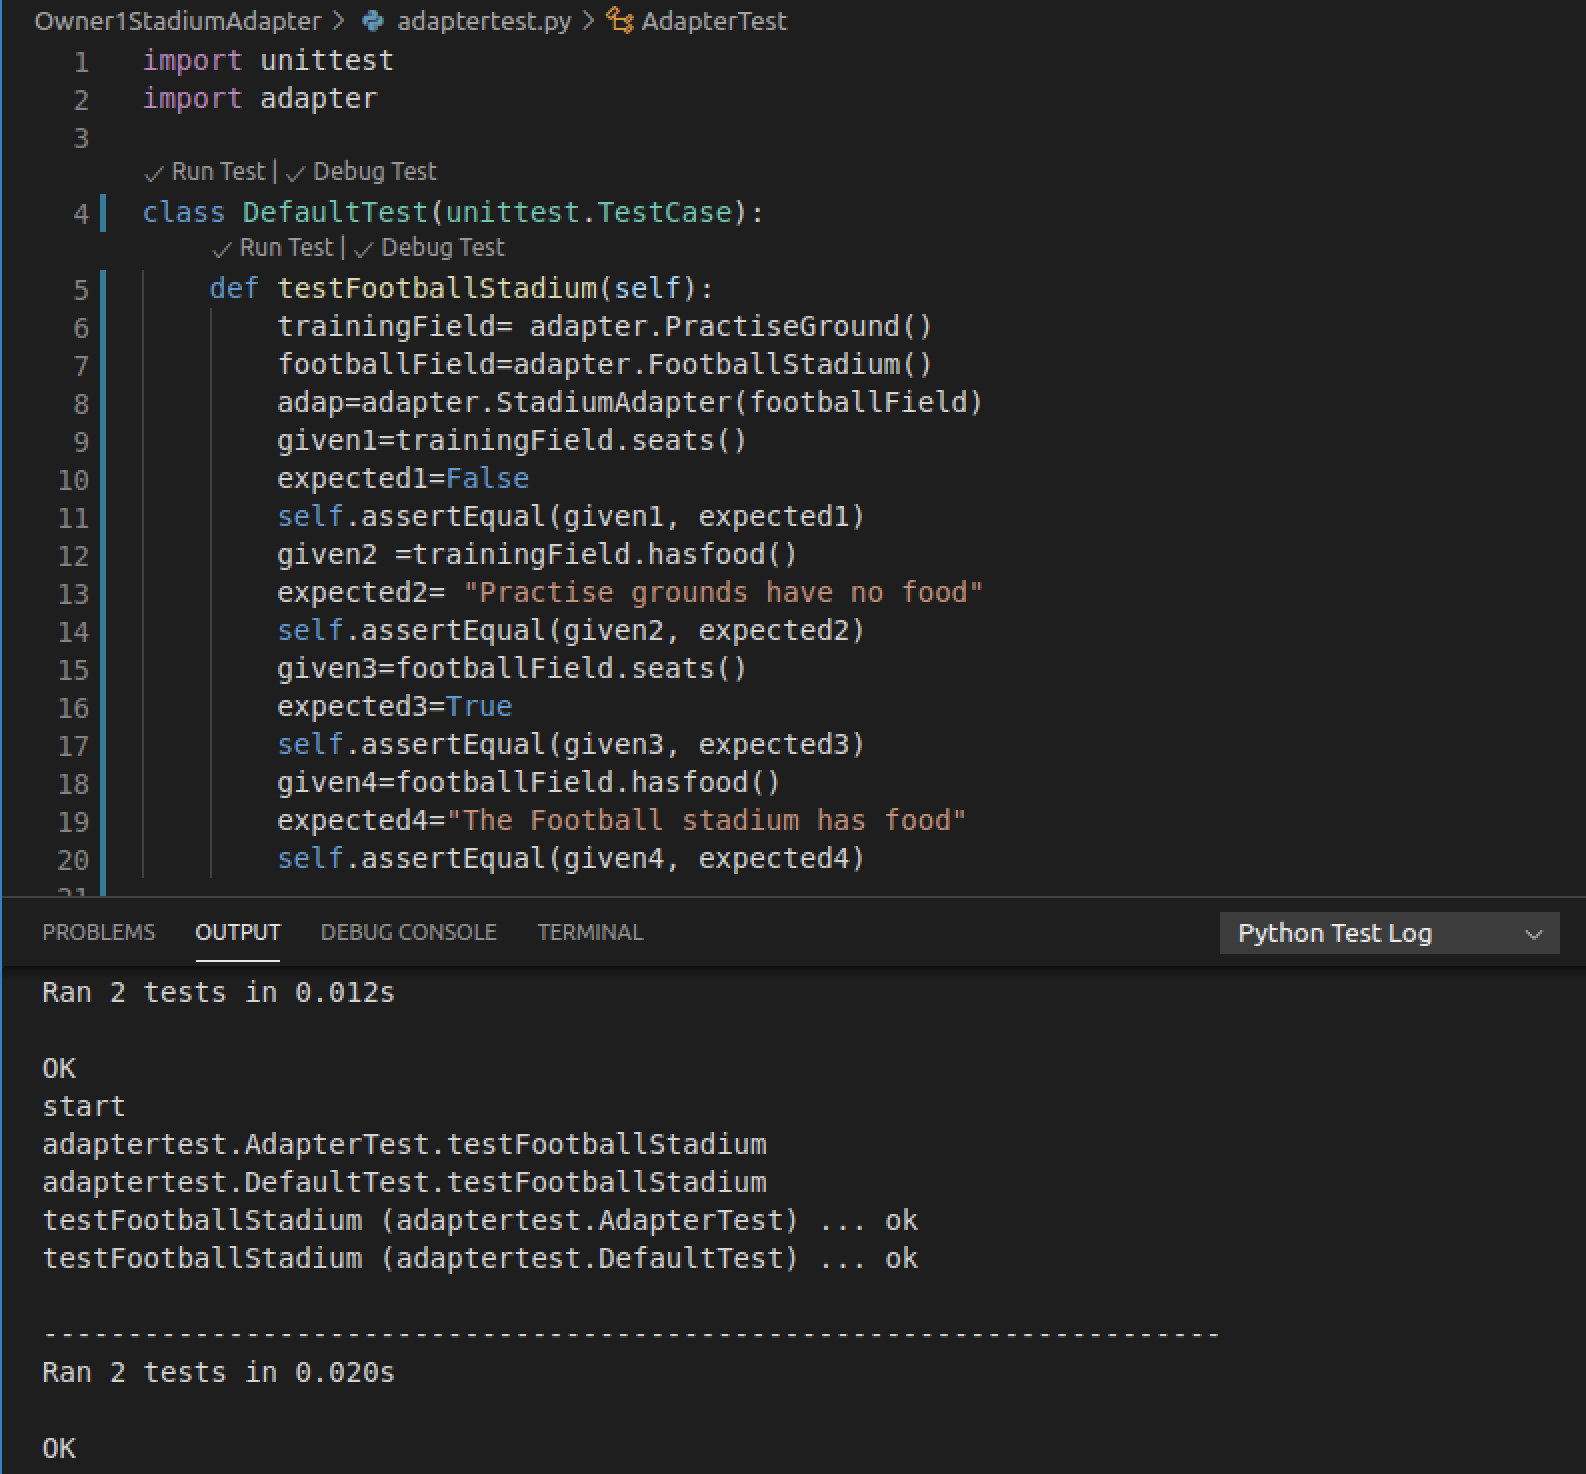 Owner1StadiumAdapter > adaptertest.py > AdapterTest
1 import unittest
2 import adapter
3
✓ Run Test | ✓ Debug Test
4 class DefaultTest(unittest.TestCase):
✓ Run Test | ✓ Debug Test
5 def testFootballStadium(self):
6 trainingField= adapter.PractiseGround()
7 footballField=adapter.FootballStadium()
8 adap=adapter.StadiumAdapter(footballField)
9 given1=trainingField.seats()
10 expected1=False
11 self.assertEqual(given1, expected1)
12 given2 =trainingField.hasfood()
13 expected2= "Practise grounds have no food"
14 self.assertEqual(given2, expected2)
15 given3=footballField.seats()
16 expected3=True
17 self.assertEqual(given3, expected3)
18 given4=footballField.hasfood()
19 expected4="The Football stadium has food"
20 self.assertEqual(given4, expected4)
21
PROBLEMS OUTPUT DEBUG CONSOLE TERMINAL Python Test Log
Ran 2 tests in 0.012s
OK
start
adaptertest.AdapterTest.testFootballStadium
adaptertest.DefaultTest.testFootballStadium
testFootballStadium (adaptertest.AdapterTest) ... ok
testFootballStadium (adaptertest.DefaultTest) ... ok
----------------------------------------------------------------------
Ran 2 tests in 0.020s
OK